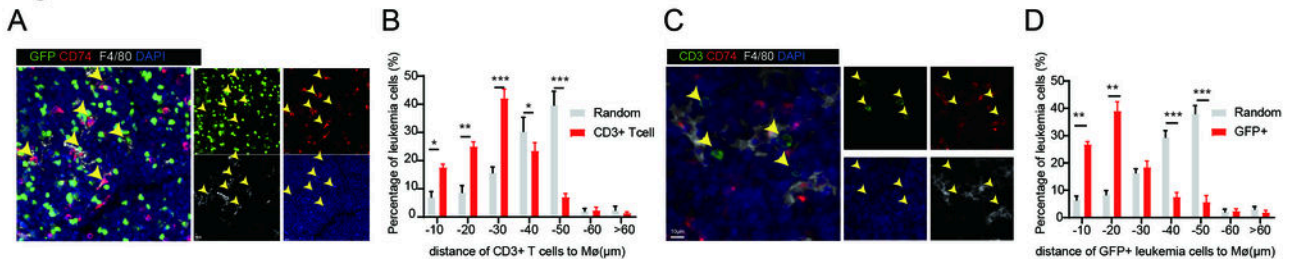 A
GFP CD74 F4/80 DAPI
B
Percentage of leukemia cells (%)
50
40
30
20
10
0
*
**
***
*
***
Random
CD3+ Tcell
-10 -20 -30 -40 -50 -60 >60
distance of CD3+ T cells to Mø(μm)
C
CD3 CD74 F4/80 DAPI
10μm
D
Percentage of leukemia cells (%)
50
40
30
20
10
0
**
**
***
***
Random
GFP+
-10 -20 -30 -40 -50 -60 >60
distance of GFP+ leukemia cells to Mø(μm)